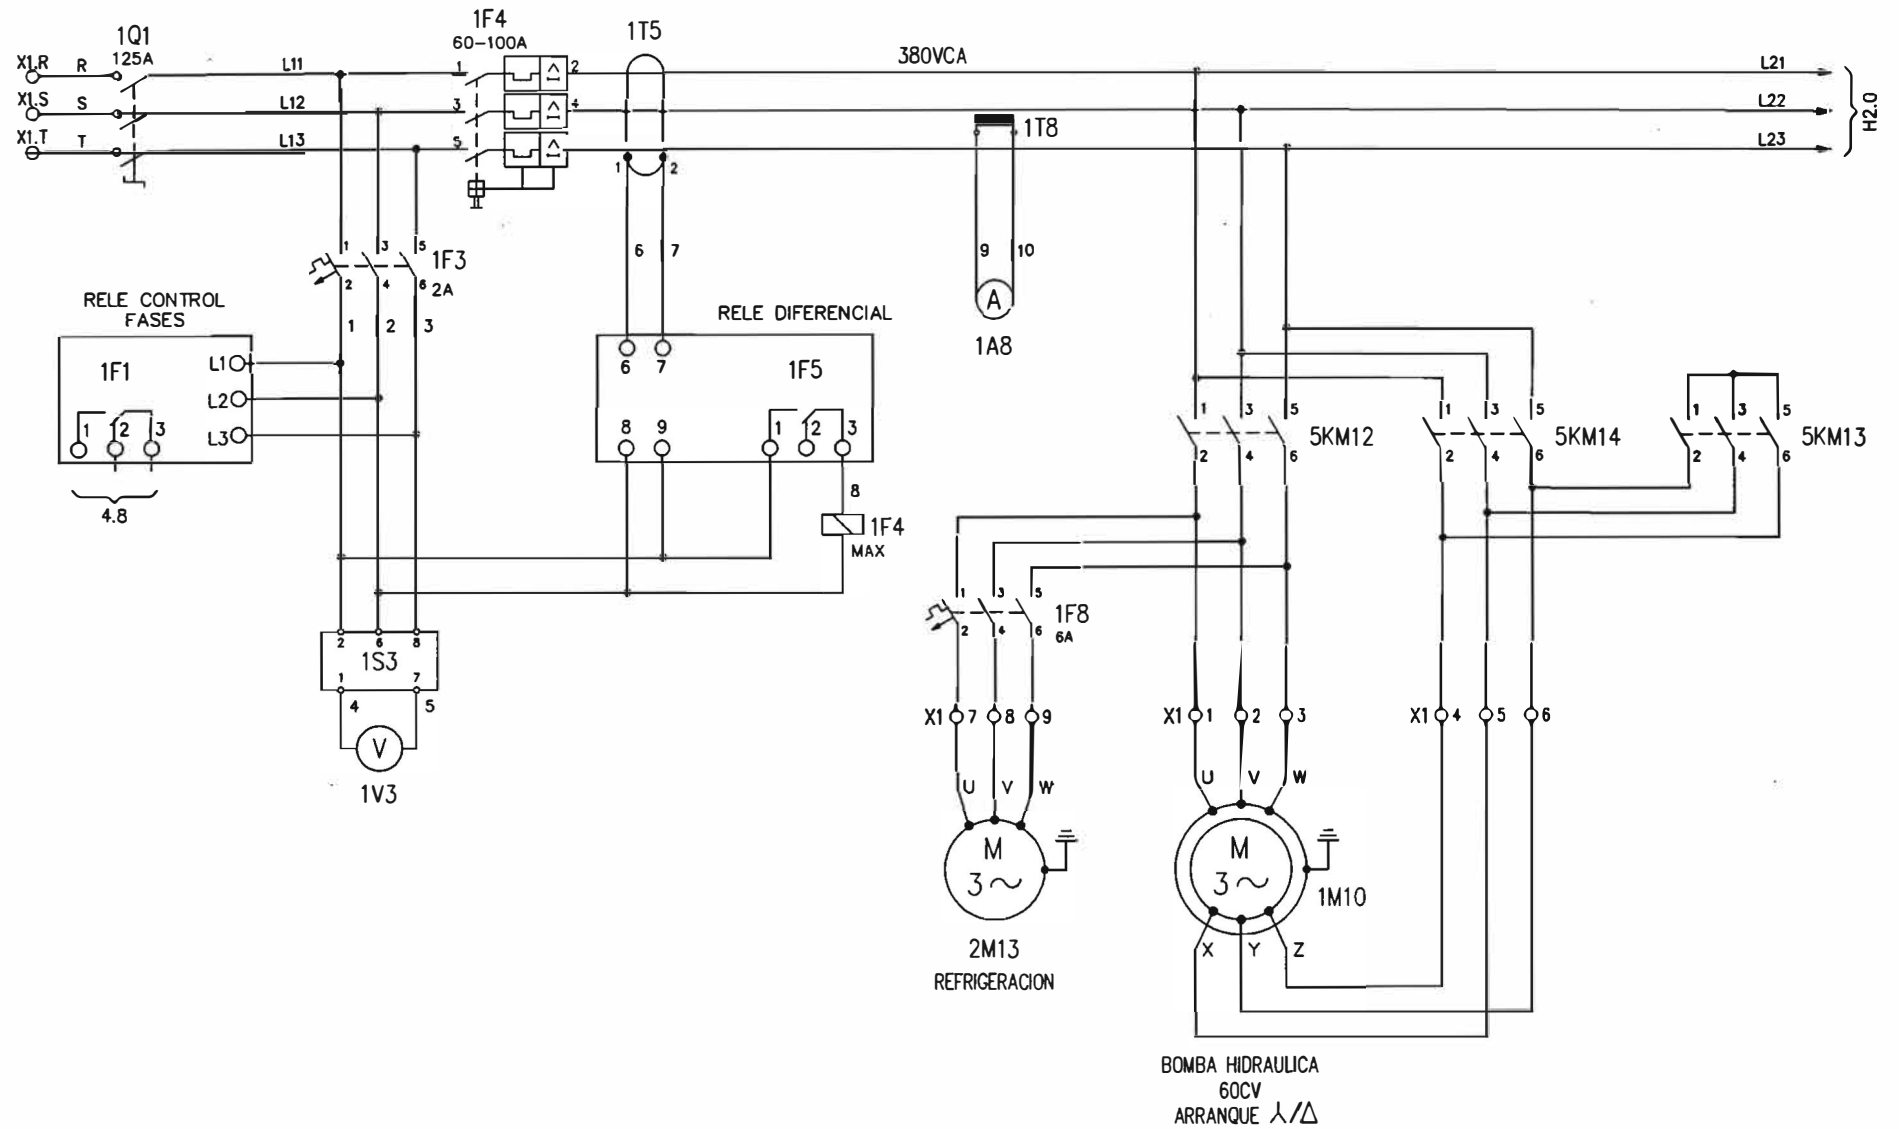 1Q1
125A
X1.R R L11
X1.S S L12
X1.T T L13
1F4
60-100A
1 2
3 4
5
1T5
1 2
380VCA
1T8
L21
L22
L23
H2.0
1 3 5
1F3
2 4 6
2A
1 2 3
6 7
9 10
A
1A8
RELE CONTROL
FASES
1F1
L1
L2
L3
1 2 3
4.8
RELE DIFERENCIAL
6 7
1F5
8 9 1 2 3
8
1F4
MAX
2 6 8
1S3
1 7
4 5
V
1V3
1 3 5
5KM12
2 4 6
1 3 5
5KM14
2 4 6
1 3 5
5KM13
2 4 6
1 3 5
1F8
2 4 6
6A
X1 7 8 9
X1 1 2 3
X1 4 5 6
U V W
M
3~
2M13
REFRIGERACION
U V W
M
3~
1M10
X Y Z
BOMBA HIDRAULICA
60CV
ARRANQUE ⅄/Δ